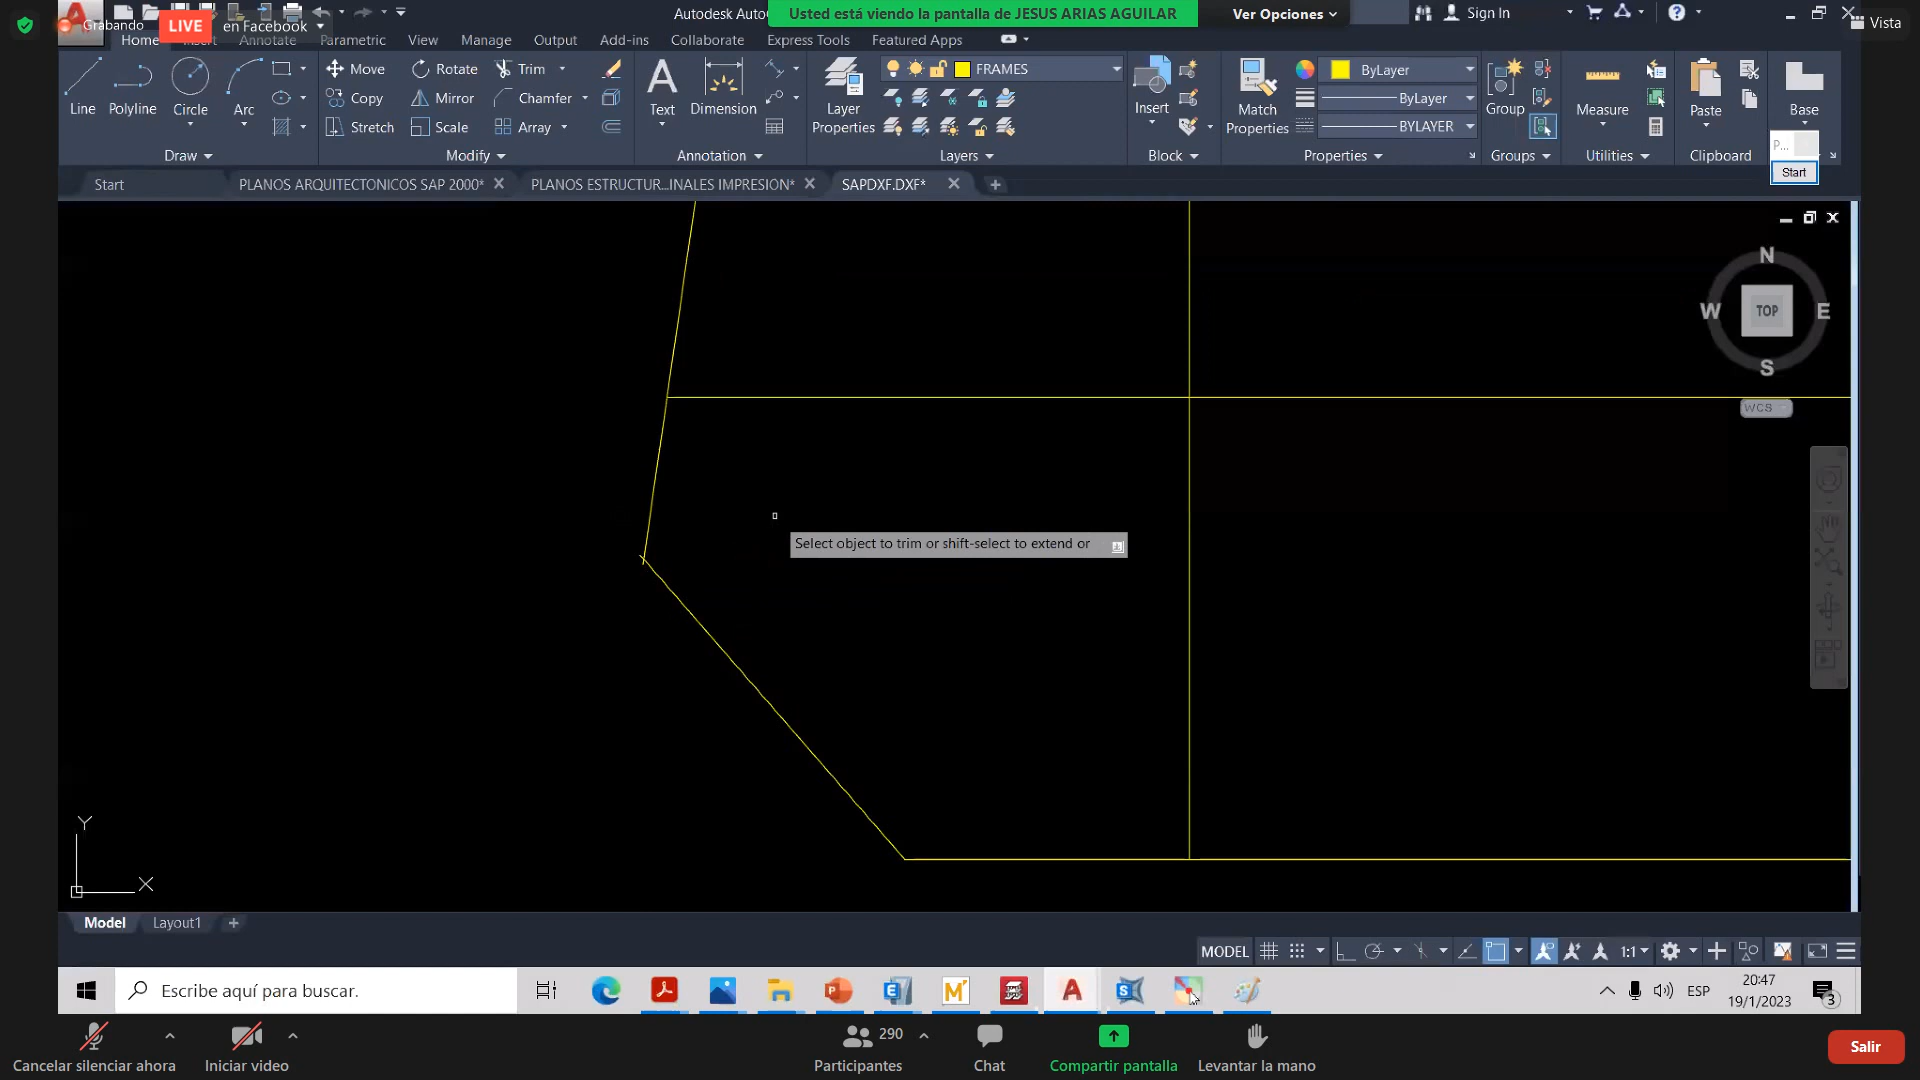 Grabando
LIVE
en Facebook
Autodesk Auto
Usted está viendo la pantalla de JESUS ARIAS AGUILAR
Ver Opciones
Sign In
Vista
Home
Insert
Annotate
Parametric
View
Manage
Output
Add-ins
Collaborate
Express Tools
Featured Apps
Line
Polyline
Circle
Arc
Move
Rotate
Trim
Copy
Mirror
Chamfer
Stretch
Scale
Array
Text
Dimension
Layer
Properties
FRAMES
Insert
Match
Properties
ByLayer
ByLayer
BYLAYER
Group
Measure
Paste
Base
Draw
Modify
Annotation
Layers
Block
Properties
Groups
Utilities
Clipboard
P...
Start
Start
PLANOS ARQUITECTONICOS SAP 2000*
PLANOS ESTRUCTUR...INALES IMPRESION*
SAPDXF.DXF*
N
W
TOP
E
S
WCS
Select object to trim or shift-select to extend or
Y
X
Model
Layout1
MODEL
1:1
Escribe aquí para buscar.
ESP
20:47
19/1/2023
3
Cancelar silenciar ahora
Iniciar video
290
Participantes
Chat
Compartir pantalla
Levantar la mano
Salir